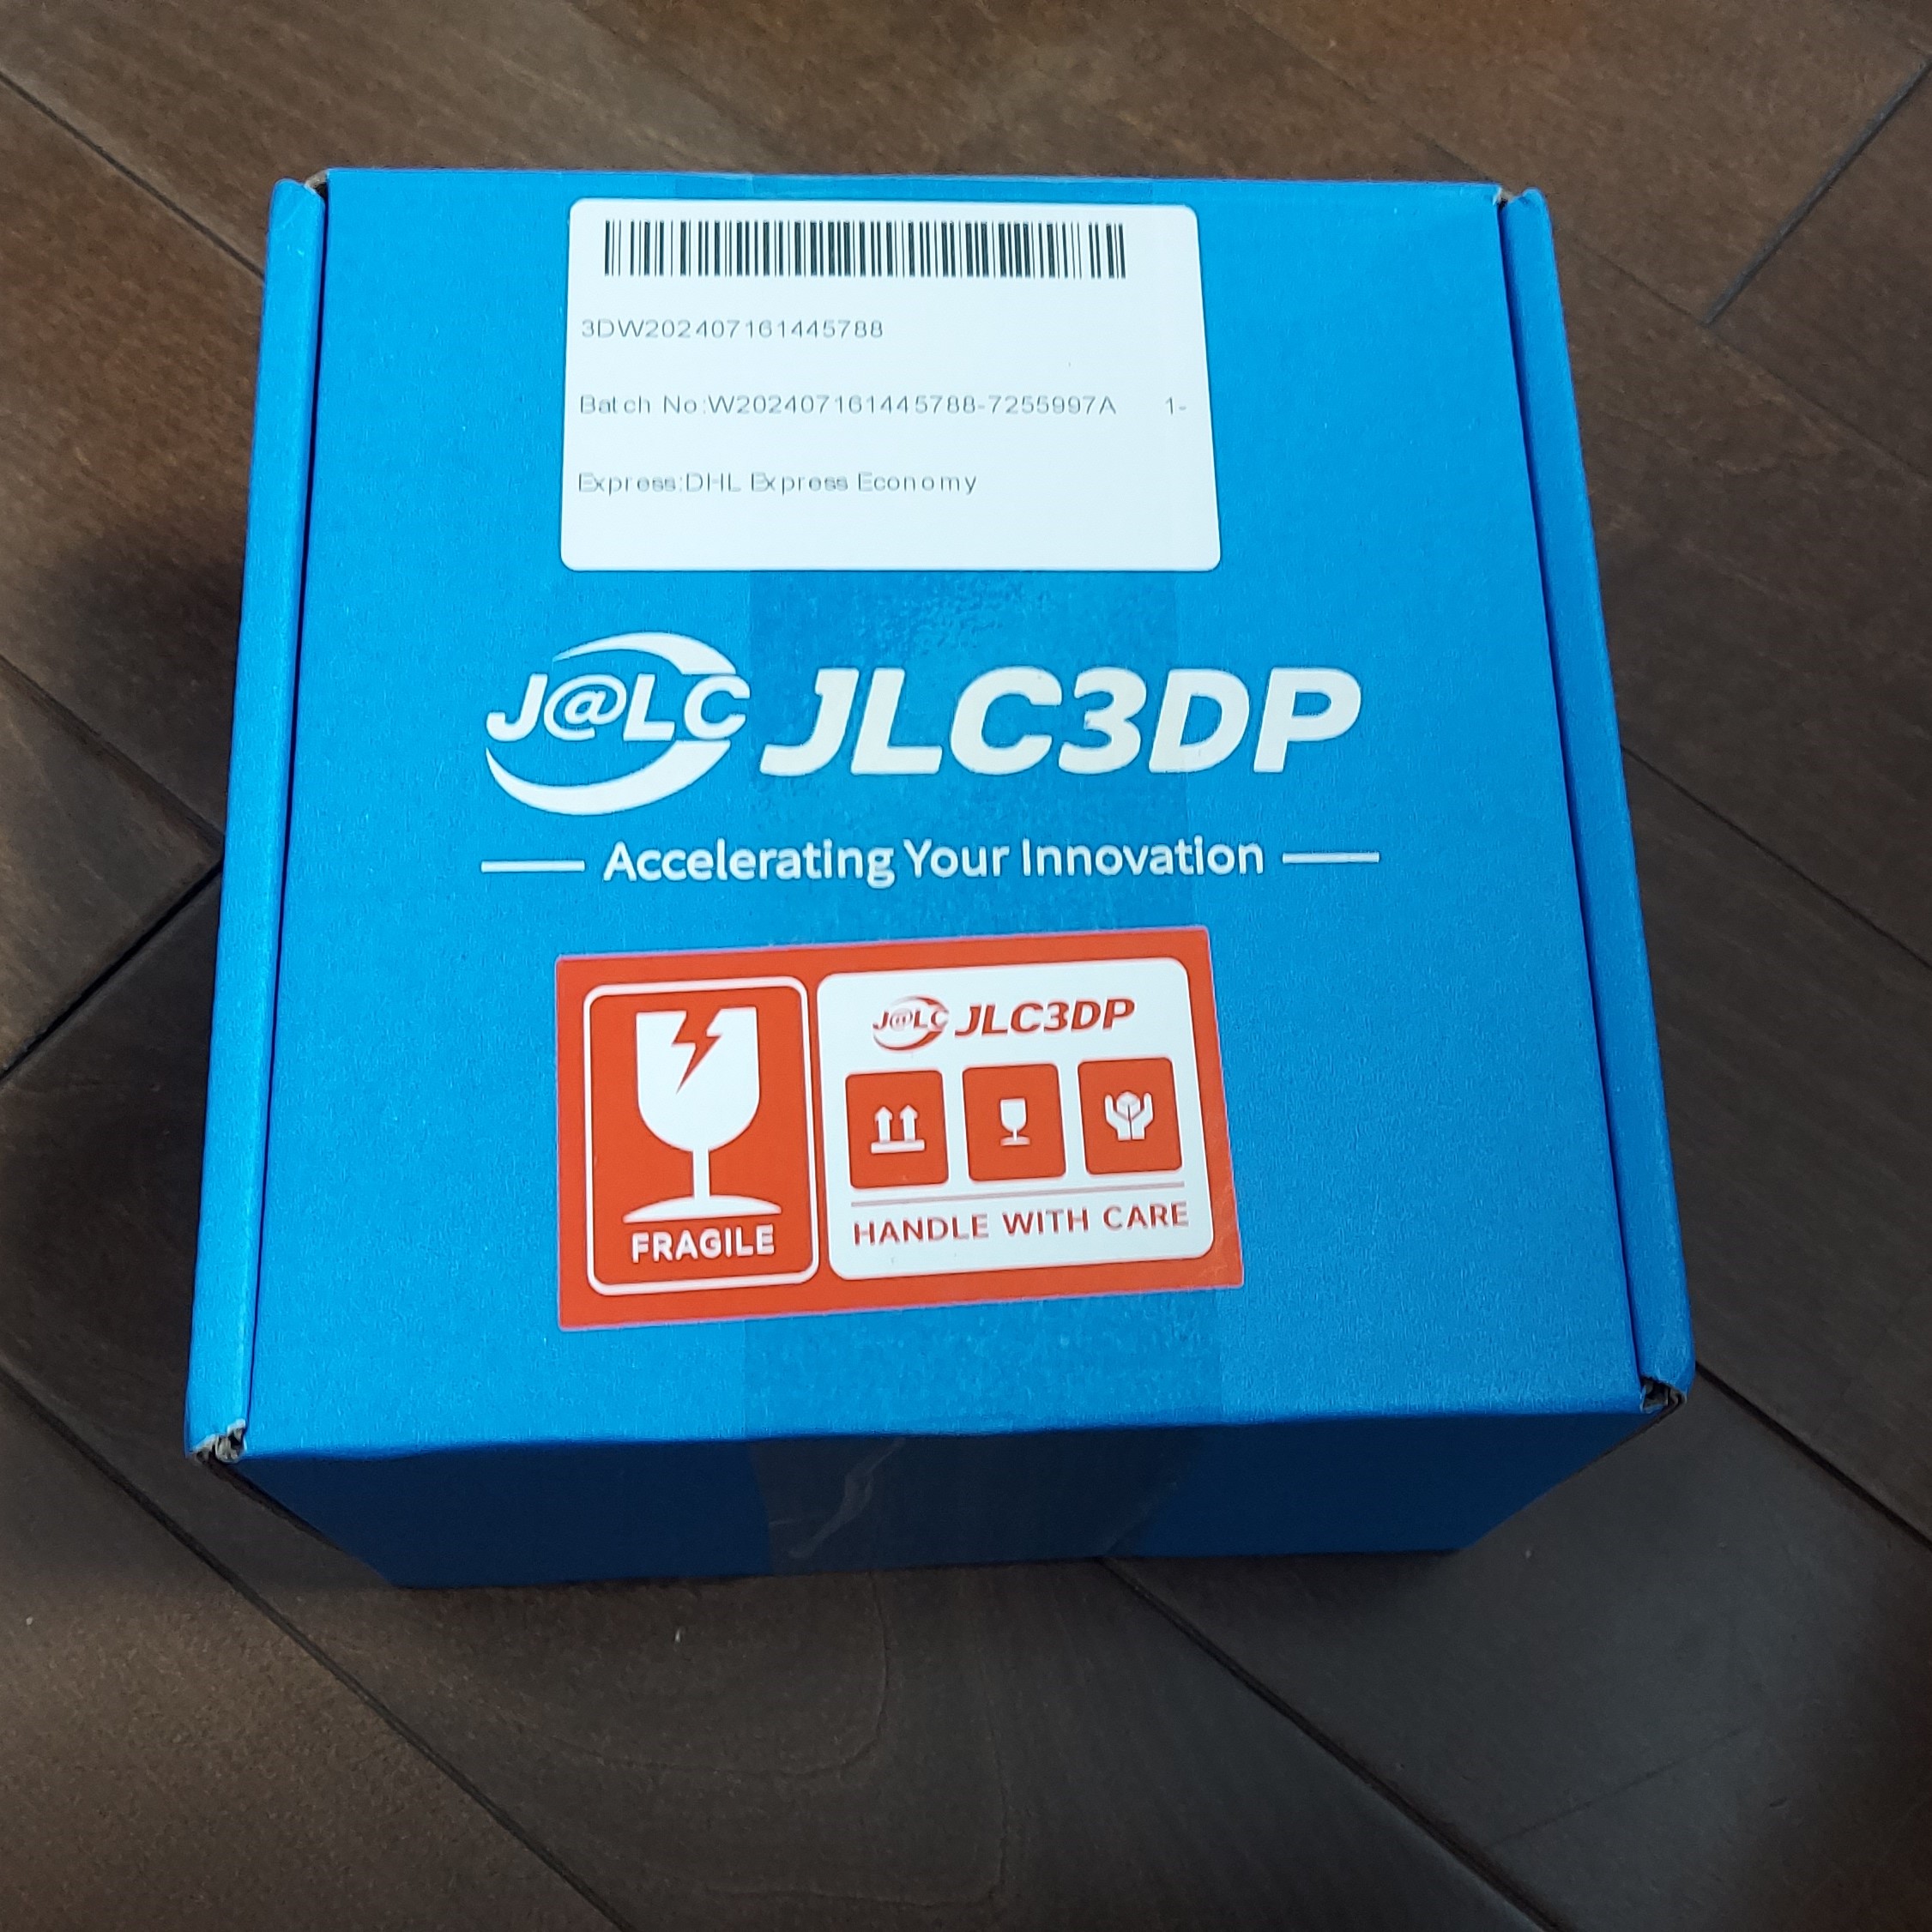 3DW202407161445788
Batch No:W202407161445788-7255997A 1-
Express:DHL Express Economy
J@LC JLC3DP
Accelerating Your Innovation
FRAGILE
J@LC JLC3DP
HANDLE WITH CARE